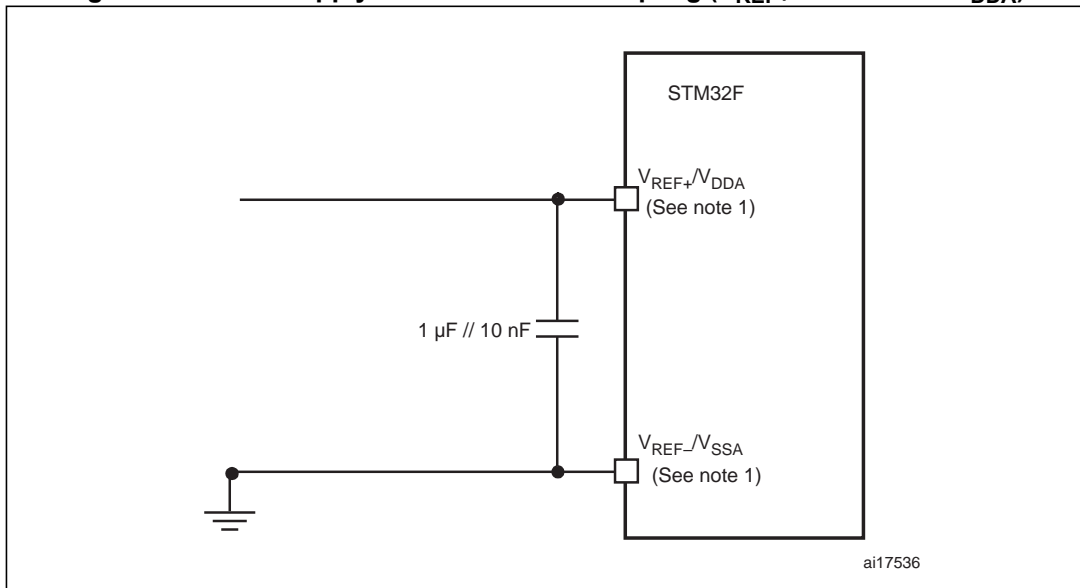 STM32F
VREF+/VDDA
(See note 1)
1 µF // 10 nF
VREF–/VSSA
(See note 1)
ai17536